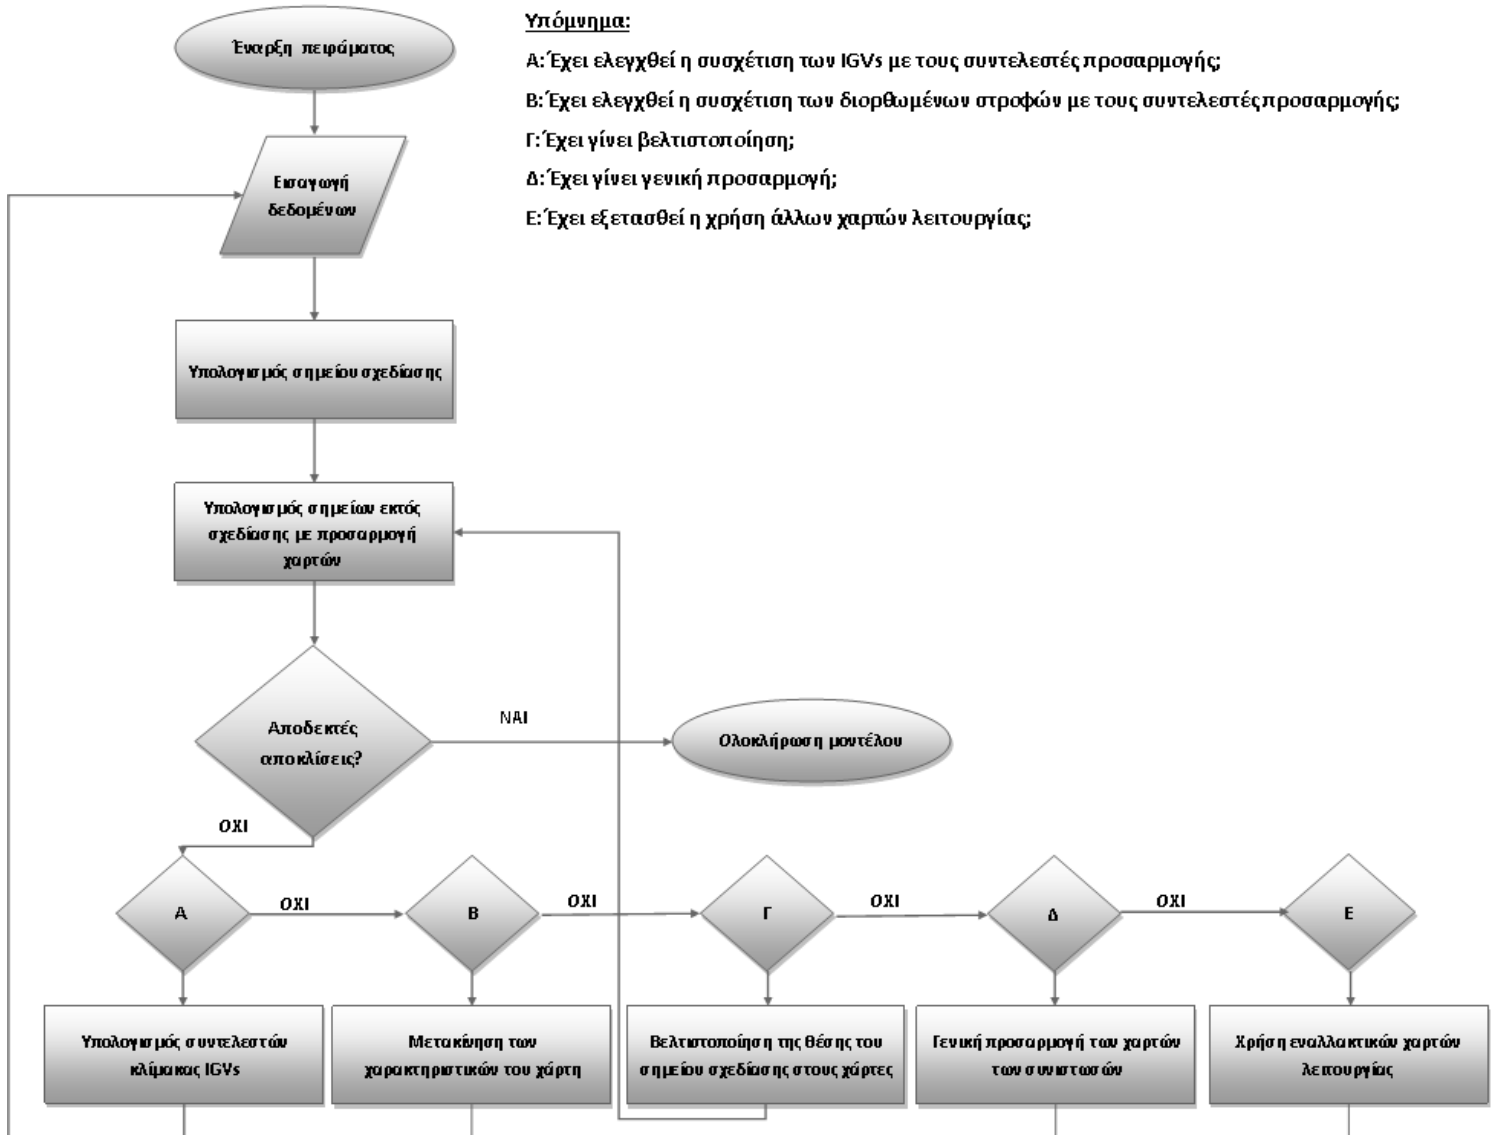 Έναρξη πειράματος
Υπόμνημα:
Α: Έχει ελεγχθεί η συσχέτιση των IGVs με τους συντελεστές προσαρμογής;
Β: Έχει ελεγχθεί η συσχέτιση των διορθωμένων στροφών με τους συντελεστές προσαρμογής;
Γ: Έχει γίνει βελτιστοποίηση;
Δ: Έχει γίνει γενική προσαρμογή;
Ε: Έχει εξετασθεί η χρήση άλλων χαρτών λειτουργίας;
Εισαγωγή
δεδομένων
Υπολογισμός σημείου σχεδίασης
Υπολογισμός σημείων εκτός
σχεδίασης με προσαρμογή
χαρτών
Αποδεκτές
αποκλίσεις?
ΝΑΙ
Ολοκλήρωση μοντέλου
ΟΧΙ
Α
ΟΧΙ
Β
ΟΧΙ
Γ
ΟΧΙ
Δ
ΟΧΙ
Ε
Υπολογισμός συντελεστών
κλίμακας IGVs
Μετακίνηση των
χαρακτηριστικών του χάρτη
Βελτιστοποίηση της θέσης του
σημείου σχεδίασης στους χάρτες
Γενική προσαρμογή των χαρτών
των συνιστωσών
Χρήση εναλλακτικών χαρτών
λειτουργίας